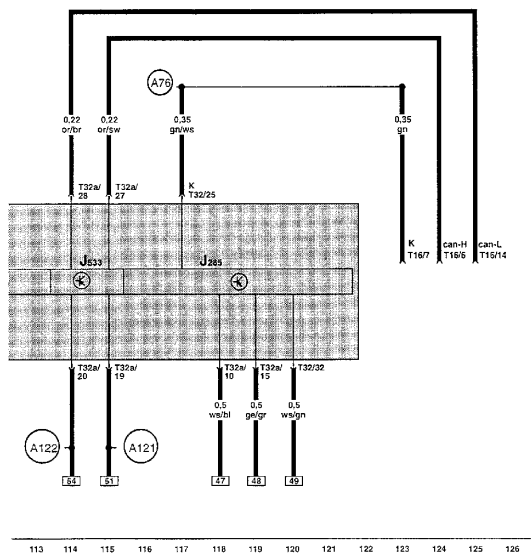 A76
0,22
or/br
0,22
or/sw
0,35
gn/ws
0,35
gn
T32a/
28
T32a/
27
K
T32/25
K
T16/7
can-H
T16/6
can-L
T16/14
J533
J285
K
K
T32a/
20
T32a/
19
T32a/
10
T32a/
15
T32/32
0,5
ws/bl
0,5
ge/gr
0,5
ws/gn
A122
A121
54
51
47
48
49
113 114 115 116 117 118 119 120 121 122 123 124 125 126